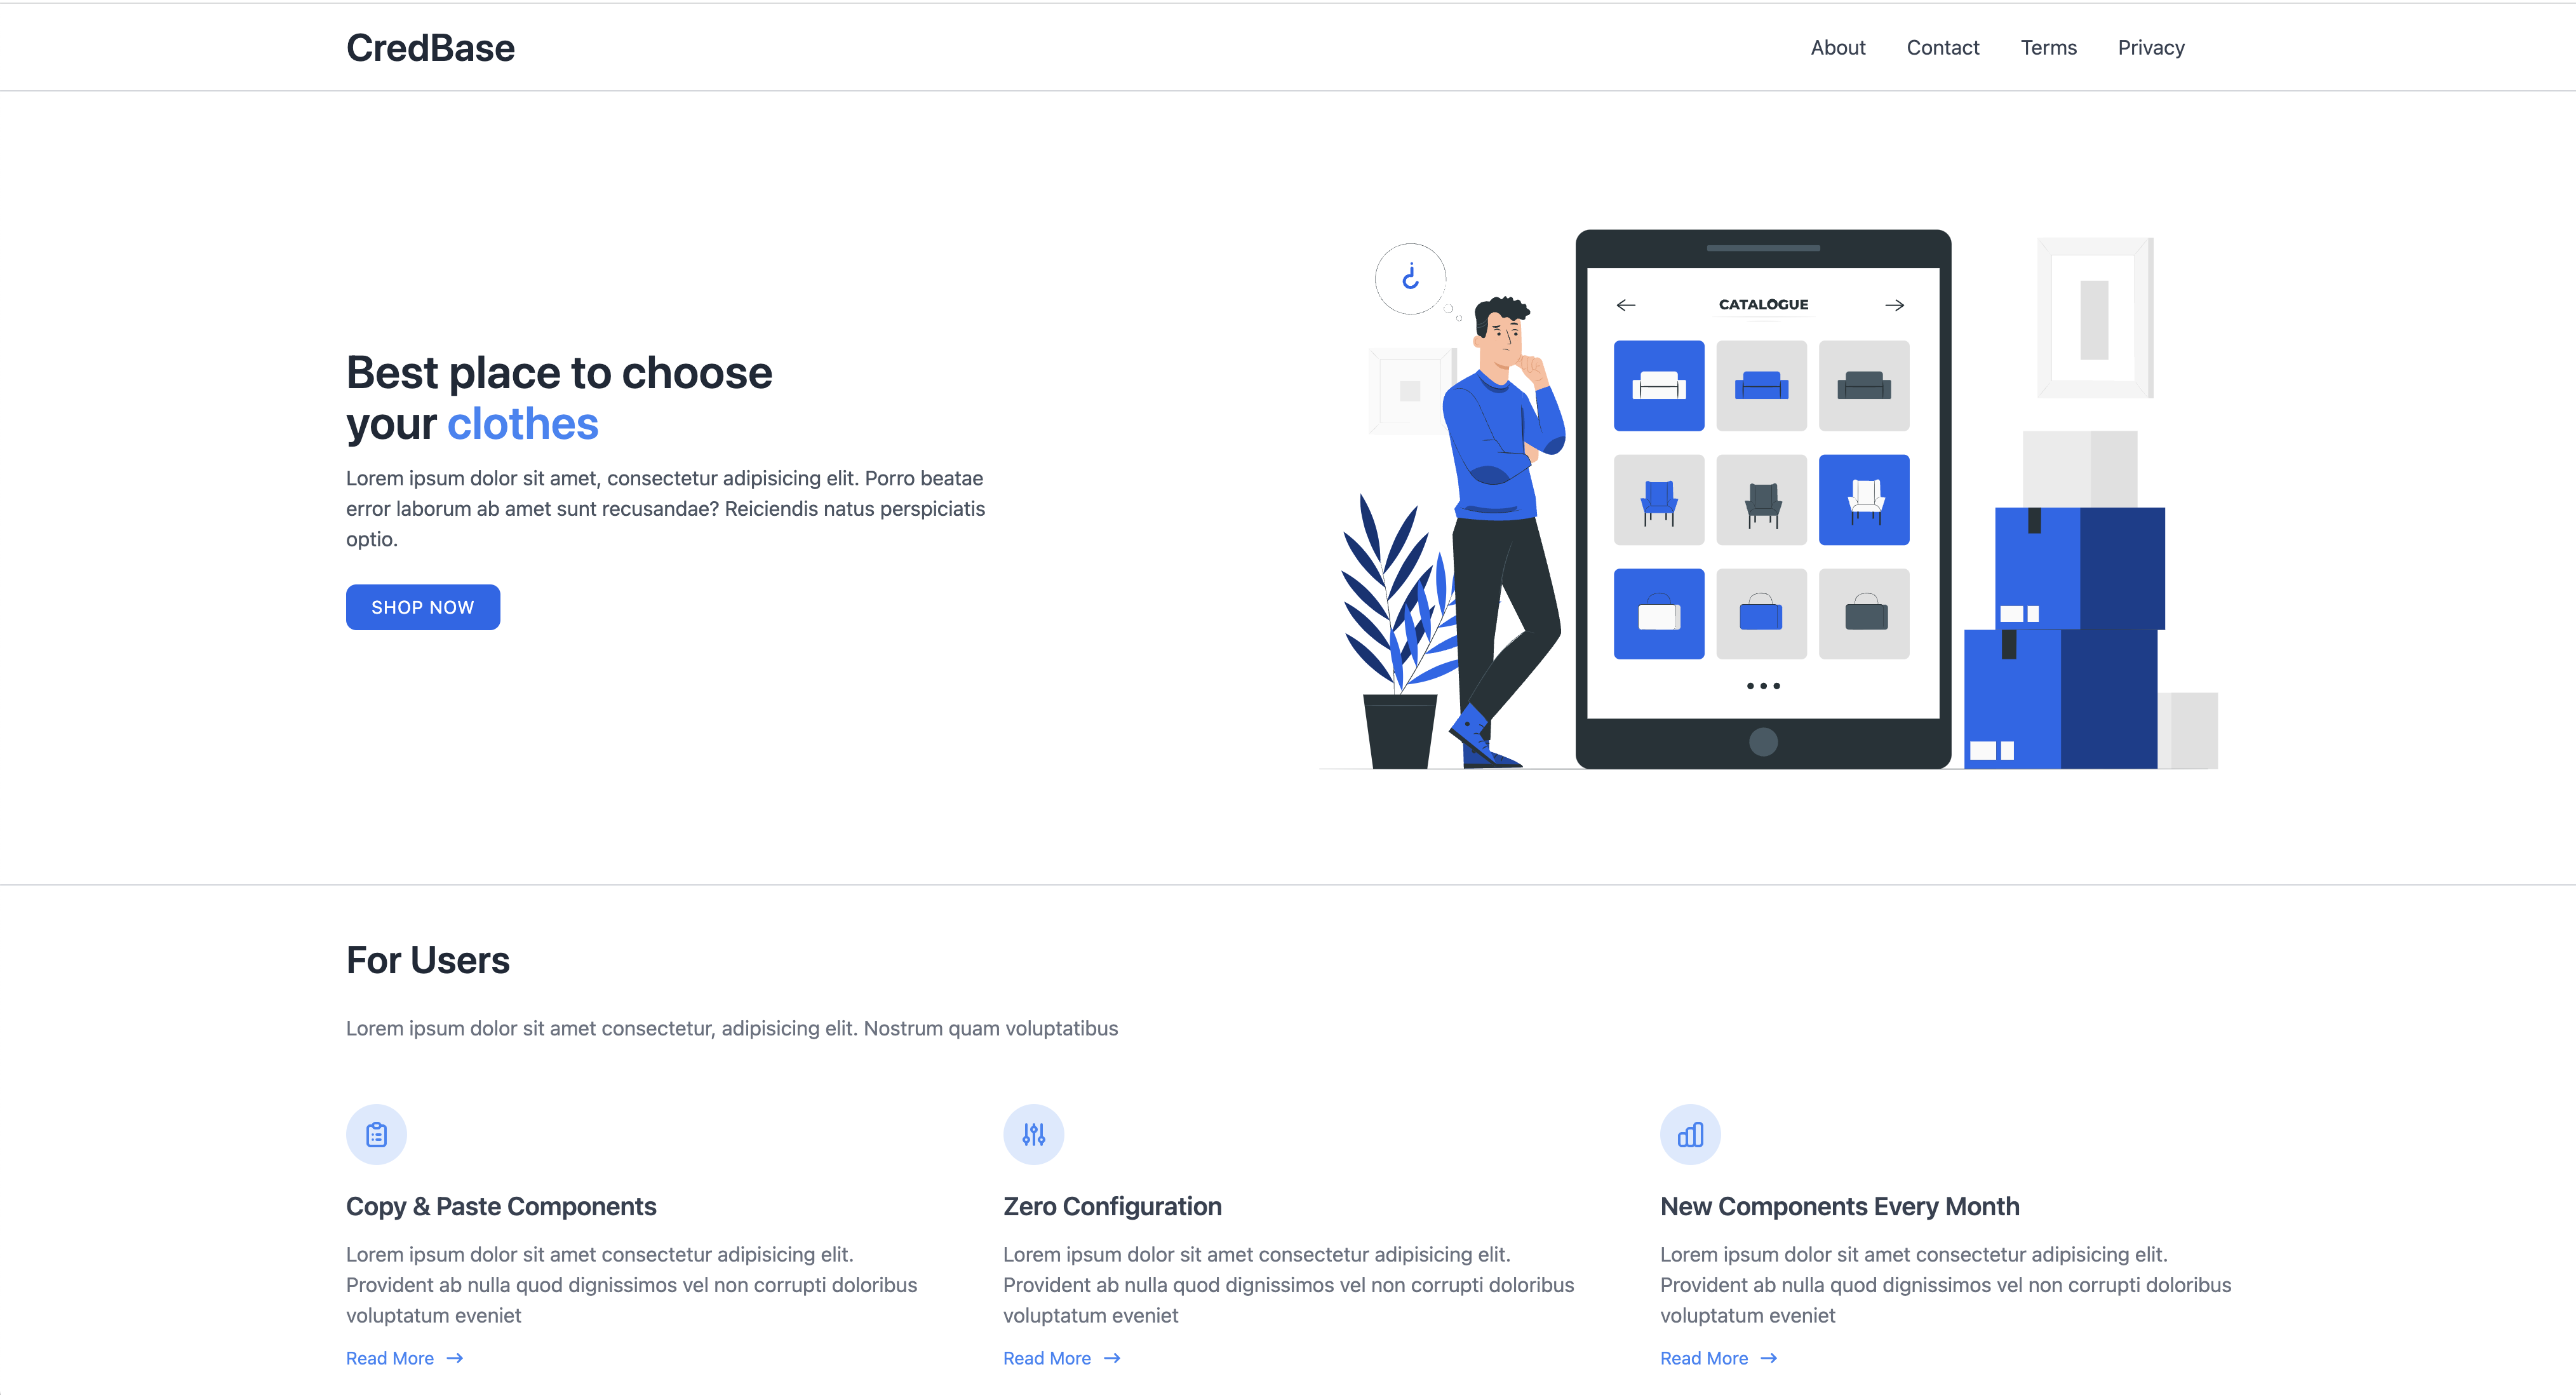 CredBase
About Contact Terms Privacy
Best place to choose
your clothes
Lorem ipsum dolor sit amet, consectetur adipisicing elit. Porro beatae
error laborum ab amet sunt recusandae? Reiciendis natus perspiciatis
optio.
SHOP NOW
¿
CATALOGUE
For Users
Lorem ipsum dolor sit amet consectetur, adipisicing elit. Nostrum quam voluptatibus
Copy & Paste Components
Lorem ipsum dolor sit amet consectetur adipisicing elit.
Provident ab nulla quod dignissimos vel non corrupti doloribus
voluptatum eveniet
Read More →
Zero Configuration
Lorem ipsum dolor sit amet consectetur adipisicing elit.
Provident ab nulla quod dignissimos vel non corrupti doloribus
voluptatum eveniet
Read More →
New Components Every Month
Lorem ipsum dolor sit amet consectetur adipisicing elit.
Provident ab nulla quod dignissimos vel non corrupti doloribus
voluptatum eveniet
Read More →